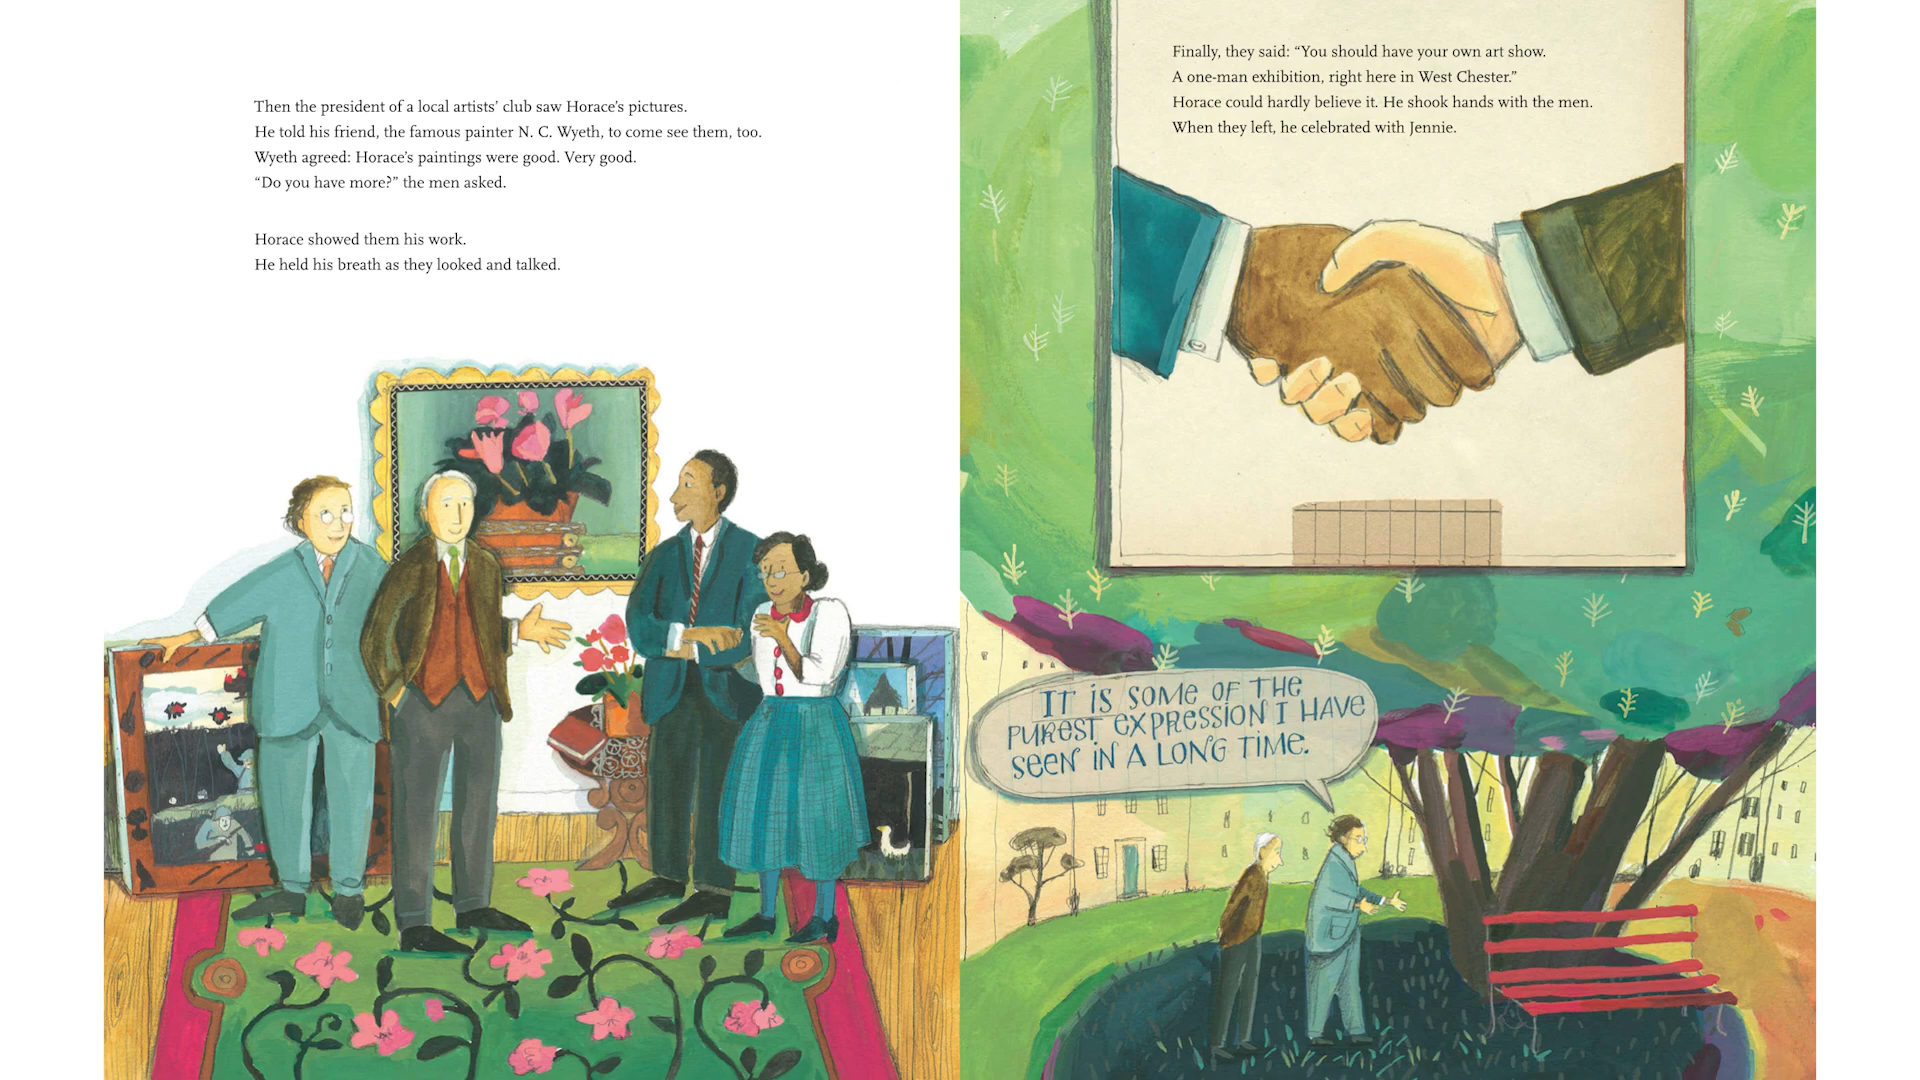 Then the president of a local artists’ club saw Horace’s pictures.
He told his friend, the famous painter N. C. Wyeth, to come see them, too.
Wyeth agreed: Horace’s paintings were good. Very good.
“Do you have more?” the men asked.
Horace showed them his work.
He held his breath as they looked and talked.
Finally, they said: “You should have your own art show.
A one-man exhibition, right here in West Chester.”
Horace could hardly believe it. He shook hands with the men.
When they left, he celebrated with Jennie.
IT iS SOMe OF THe
PUReST eXPReSSiON I HAVe
SeeN iN A LONG TiMe.